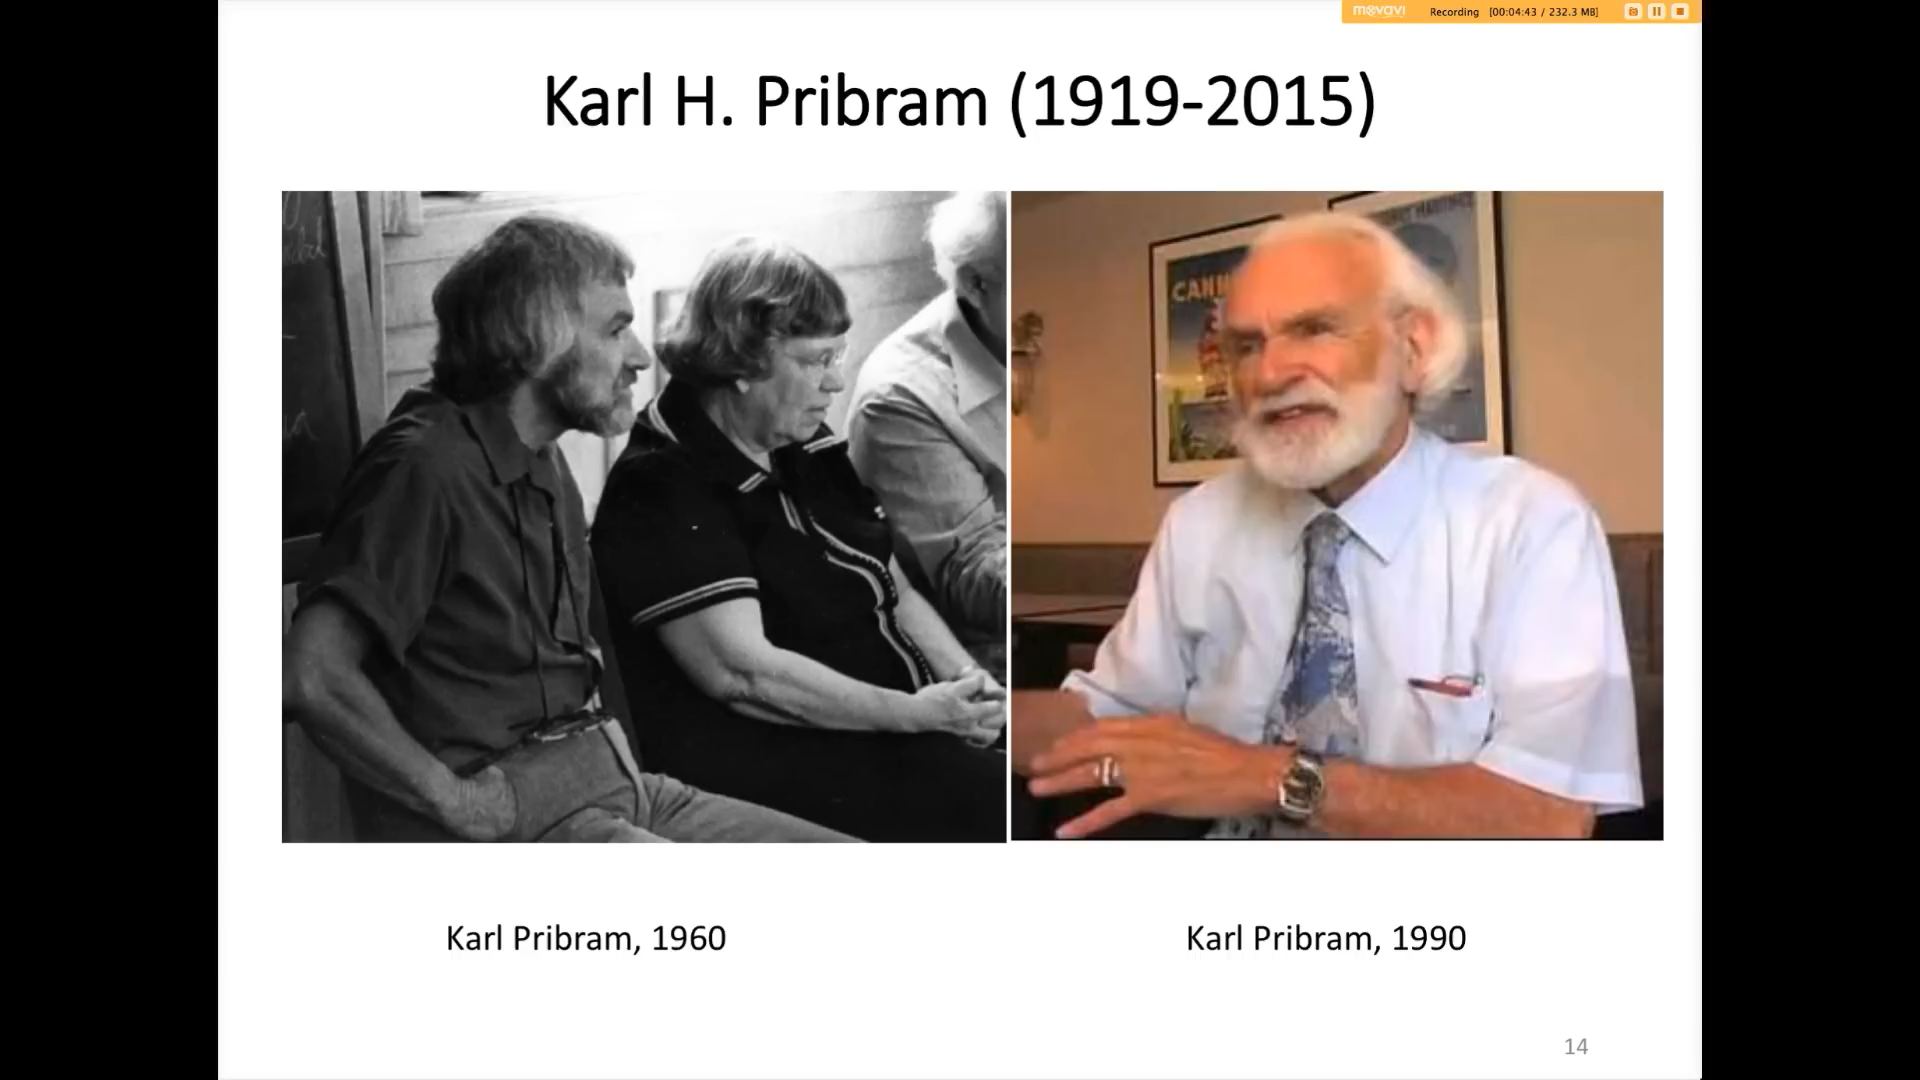 movavi Recording [00:04:43 / 232.3 MB]
Karl H. Pribram (1919-2015)
CANN
Karl Pribram, 1960
Karl Pribram, 1990
14